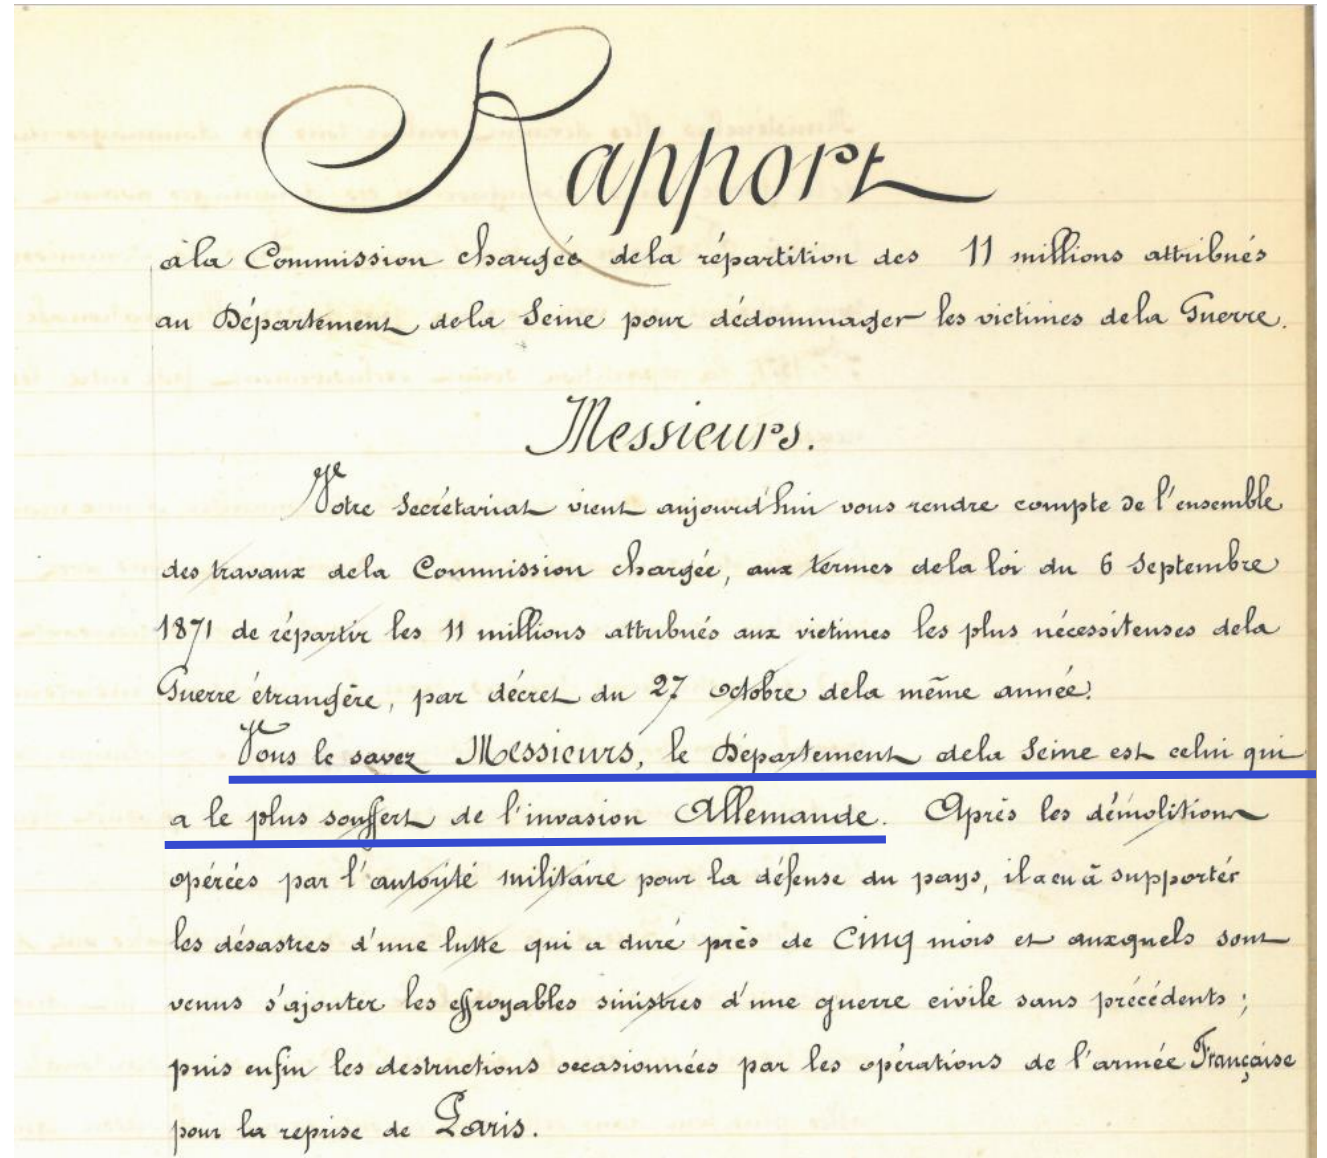 Rapport
à la Commission chargée de la répartition des 11 millions attribués
au Département de la Seine pour dédommager les victimes de la Guerre.
Messieurs.
Votre Secrétariat vient aujourd'hui vous rendre compte de l'ensemble
des travaux de la Commission chargée, aux termes de la loi du 6 Septembre
1871 de répartir les 11 millions attribués aux victimes les plus nécessiteuses de la
Guerre étrangère, par décret du 27 octobre de la même année.
Vous le savez Messieurs, le Département de la Seine est celui qui
a le plus souffert de l'invasion Allemande. Après les démolitions
opérées par l'autorité militaire pour la défense du pays, il a eu à supporter
les désastres d'une lutte qui a duré près de Cinq mois et auxquels sont
venus s'ajouter les effroyables sinistres d'une guerre civile sans précédents ;
puis enfin les destructions occasionnées par les opérations de l'armée Française
pour la reprise de Paris.